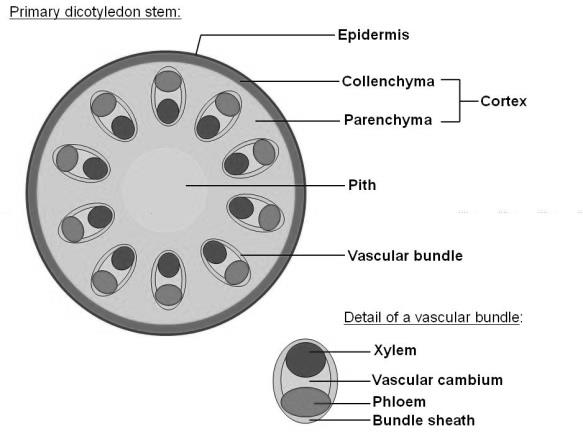 Primary dicotyledon stem:
Epidermis
Collenchyma
Cortex
Parenchyma
Pith
Vascular bundle
Detail of a vascular bundle:
Xylem
Vascular cambium
Phloem
Bundle sheath